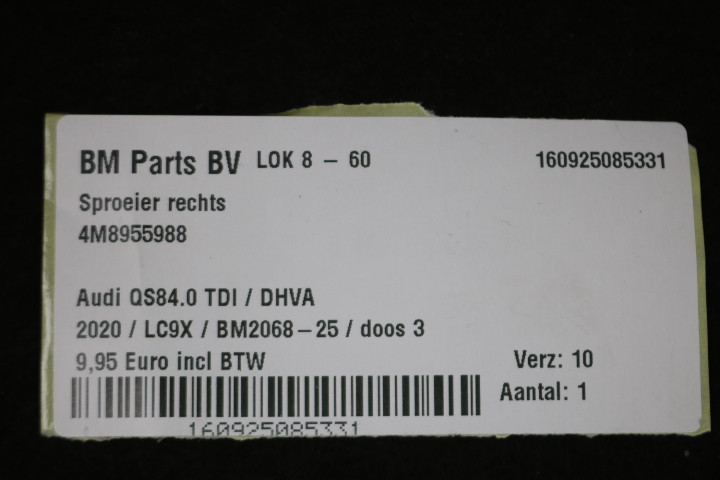 BM Parts BV LOK 8 - 60 160925085331
Sproeier rechts
4M8955988
Audi QS84.0 TDI / DHVA
2020 / LC9X / BM2068-25 / doos 3
9,95 Euro incl BTW Verz: 10
Aantal: 1
160925085331